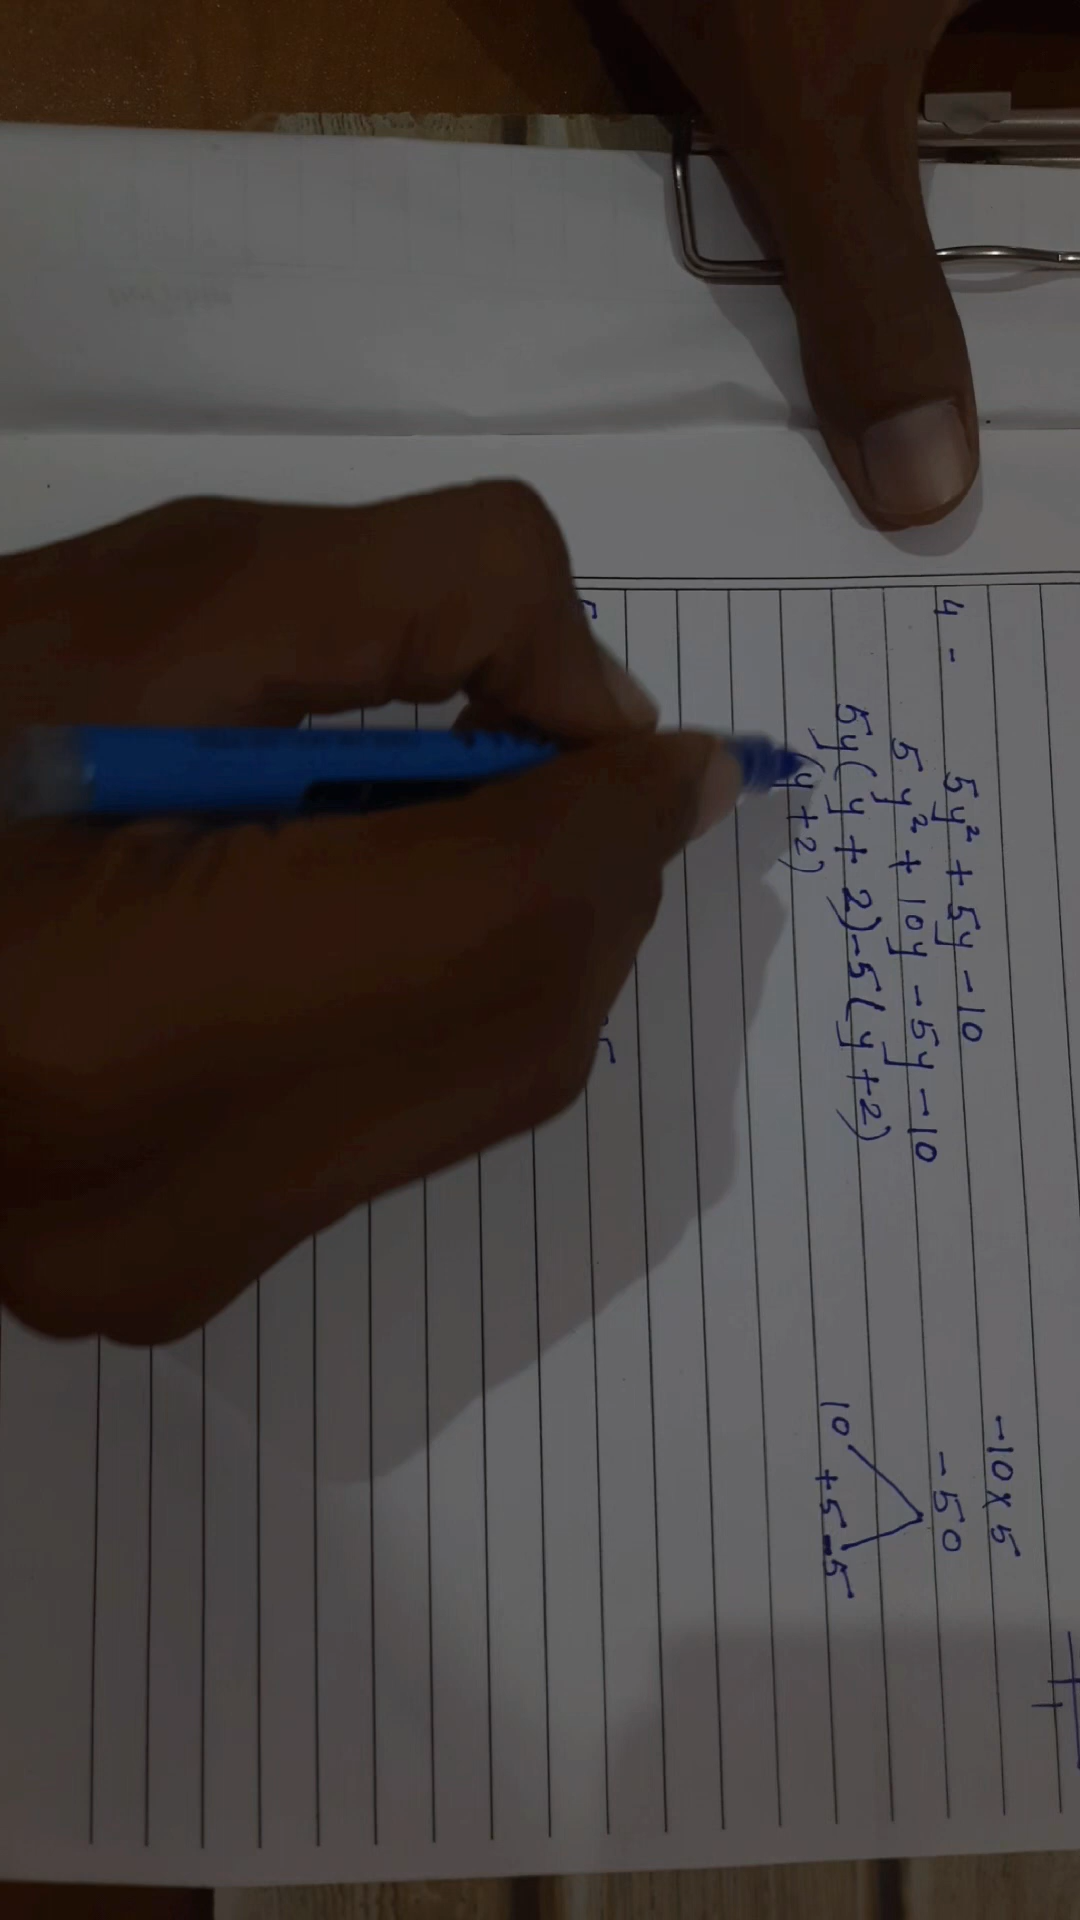 -10 x 5
4 - 5y² + 5y - 10 -50
5y² + 10y - 5y - 10
5y(y + 2) - 5(y + 2) 10 +5 -5
(y + 2)